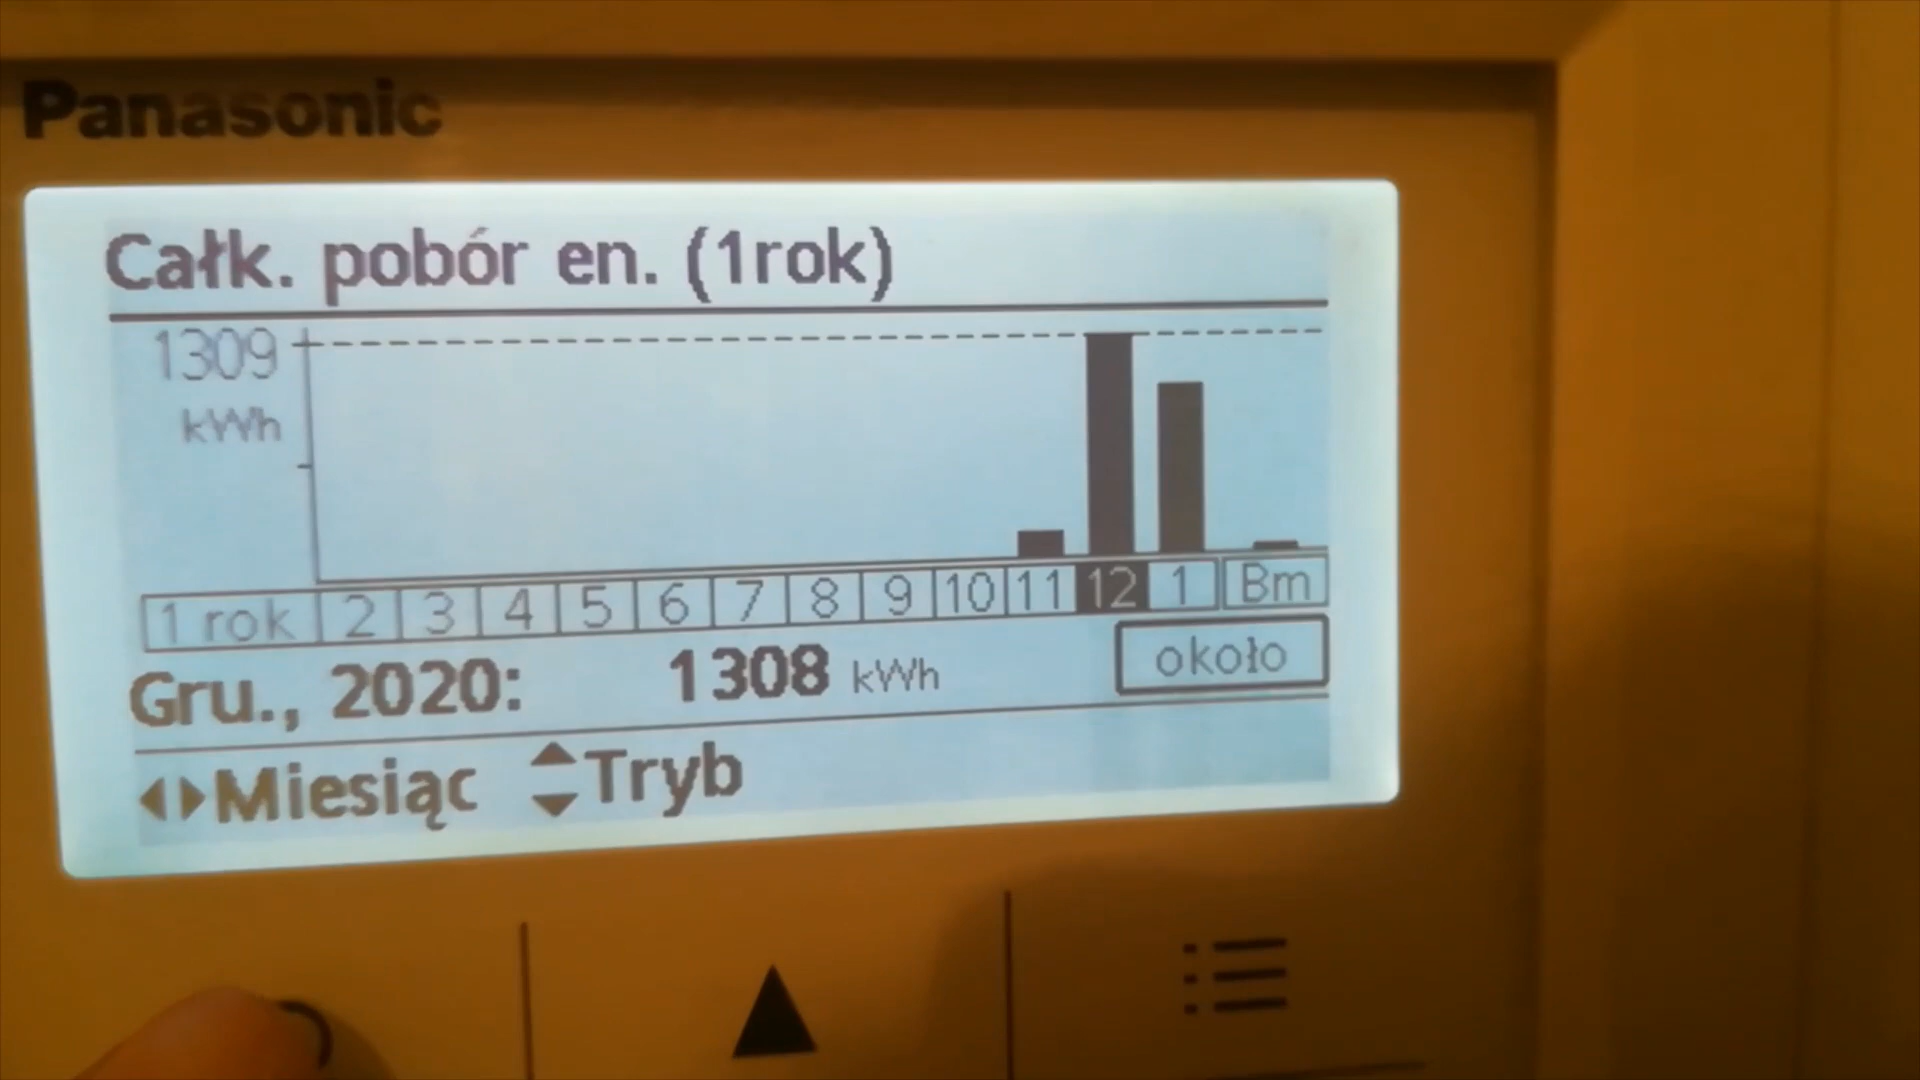 Panasonic
Całk. pobór en. (1rok)
1309
kWh
1 rok 2 3 4 5 6 7 8 9 10 11 12 1 Bm
Gru., 2020: 1308 kWh około
Miesiąc Tryb